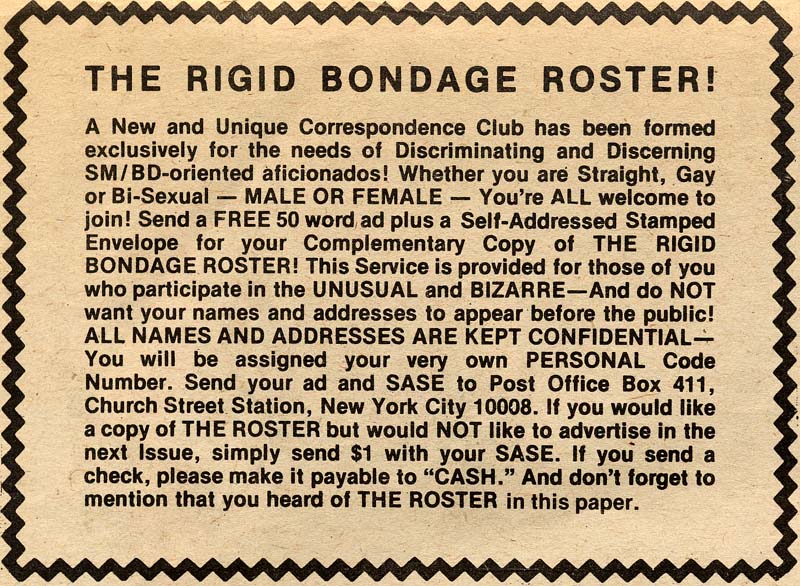 THE RIGID BONDAGE ROSTER!
A New and Unique Correspondence Club has been formed
exclusively for the needs of Discriminating and Discerning
SM/BD-oriented aficionados! Whether you are Straight, Gay
or Bi-Sexual — MALE OR FEMALE — You're ALL welcome to
join! Send a FREE 50 word ad plus a Self-Addressed Stamped
Envelope for your Complementary Copy of THE RIGID
BONDAGE ROSTER! This Service is provided for those of you
who participate in the UNUSUAL and BIZARRE—And do NOT
want your names and addresses to appear before the public!
ALL NAMES AND ADDRESSES ARE KEPT CONFIDENTIAL—
You will be assigned your very own PERSONAL Code
Number. Send your ad and SASE to Post Office Box 411,
Church Street Station, New York City 10008. If you would like
a copy of THE ROSTER but would NOT like to advertise in the
next Issue, simply send $1 with your SASE. If you send a
check, please make it payable to “CASH.” And don't forget to
mention that you heard of THE ROSTER in this paper.